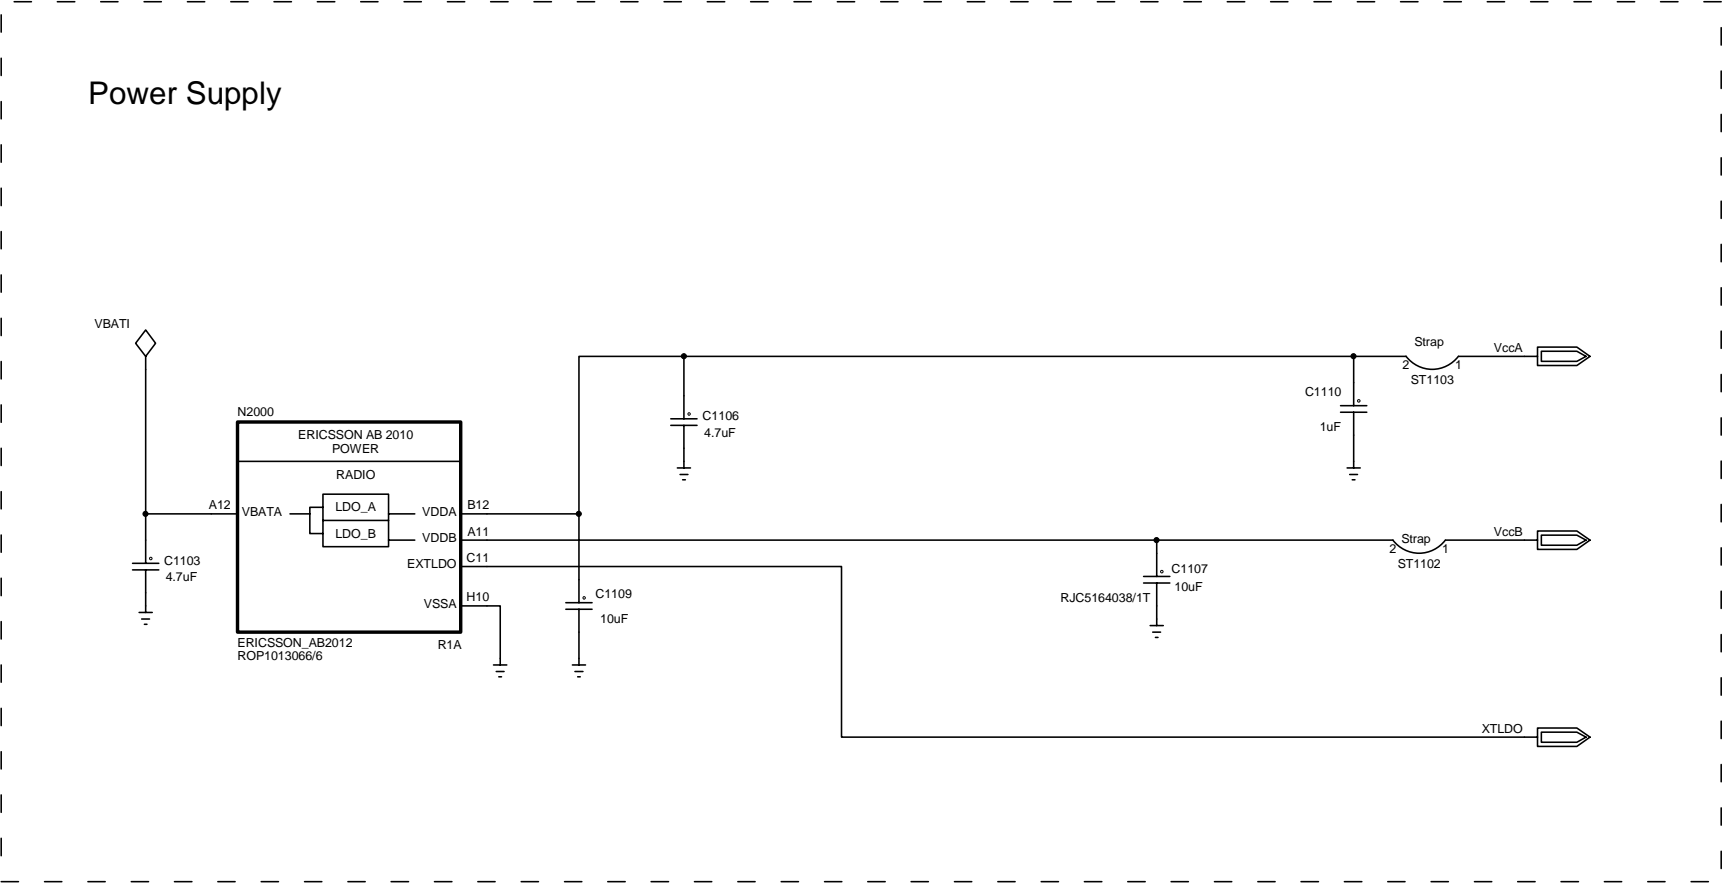 Power Supply
VBATI
Strap
VccA
2
1
ST1103
C1110
1uF
C1106
4.7uF
N2000
ERICSSON AB 2010
POWER
RADIO
A12
VBATA
LDO_A
VDDA
B12
LDO_B
VDDB
A11
EXTLDO
C11
VSSA
H10
C1103
4.7uF
ERICSSON_AB2012
R1A
ROP1013066/6
C1109
10uF
Strap
VccB
2
1
ST1102
C1107
10uF
RJC5164038/1T
XTLDO